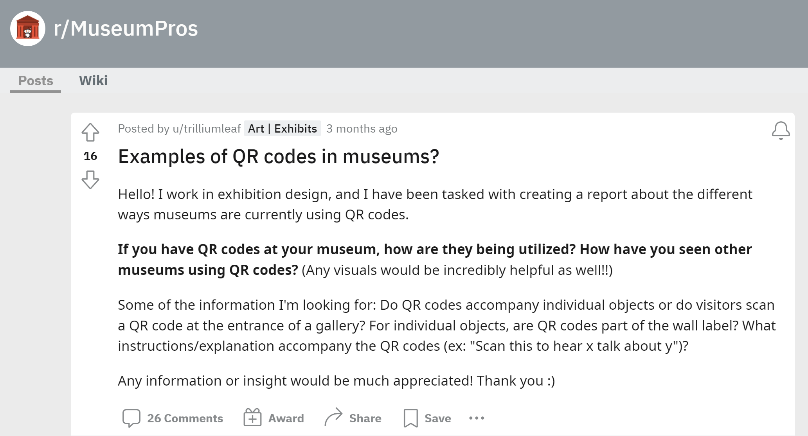 r/MuseumPros
Posts Wiki
Posted by u/trilliumleaf Art | Exhibits 3 months ago
16
Examples of QR codes in museums?
Hello! I work in exhibition design, and I have been tasked with creating a report about the different
ways museums are currently using QR codes.
If you have QR codes at your museum, how are they being utilized? How have you seen other
museums using QR codes? (Any visuals would be incredibly helpful as well!!)
Some of the information I'm looking for: Do QR codes accompany individual objects or do visitors scan
a QR code at the entrance of a gallery? For individual objects, are QR codes part of the wall label? What
instructions/explanation accompany the QR codes (ex: "Scan this to hear x talk about y")?
Any information or insight would be much appreciated! Thank you :)
26 Comments Award Share Save